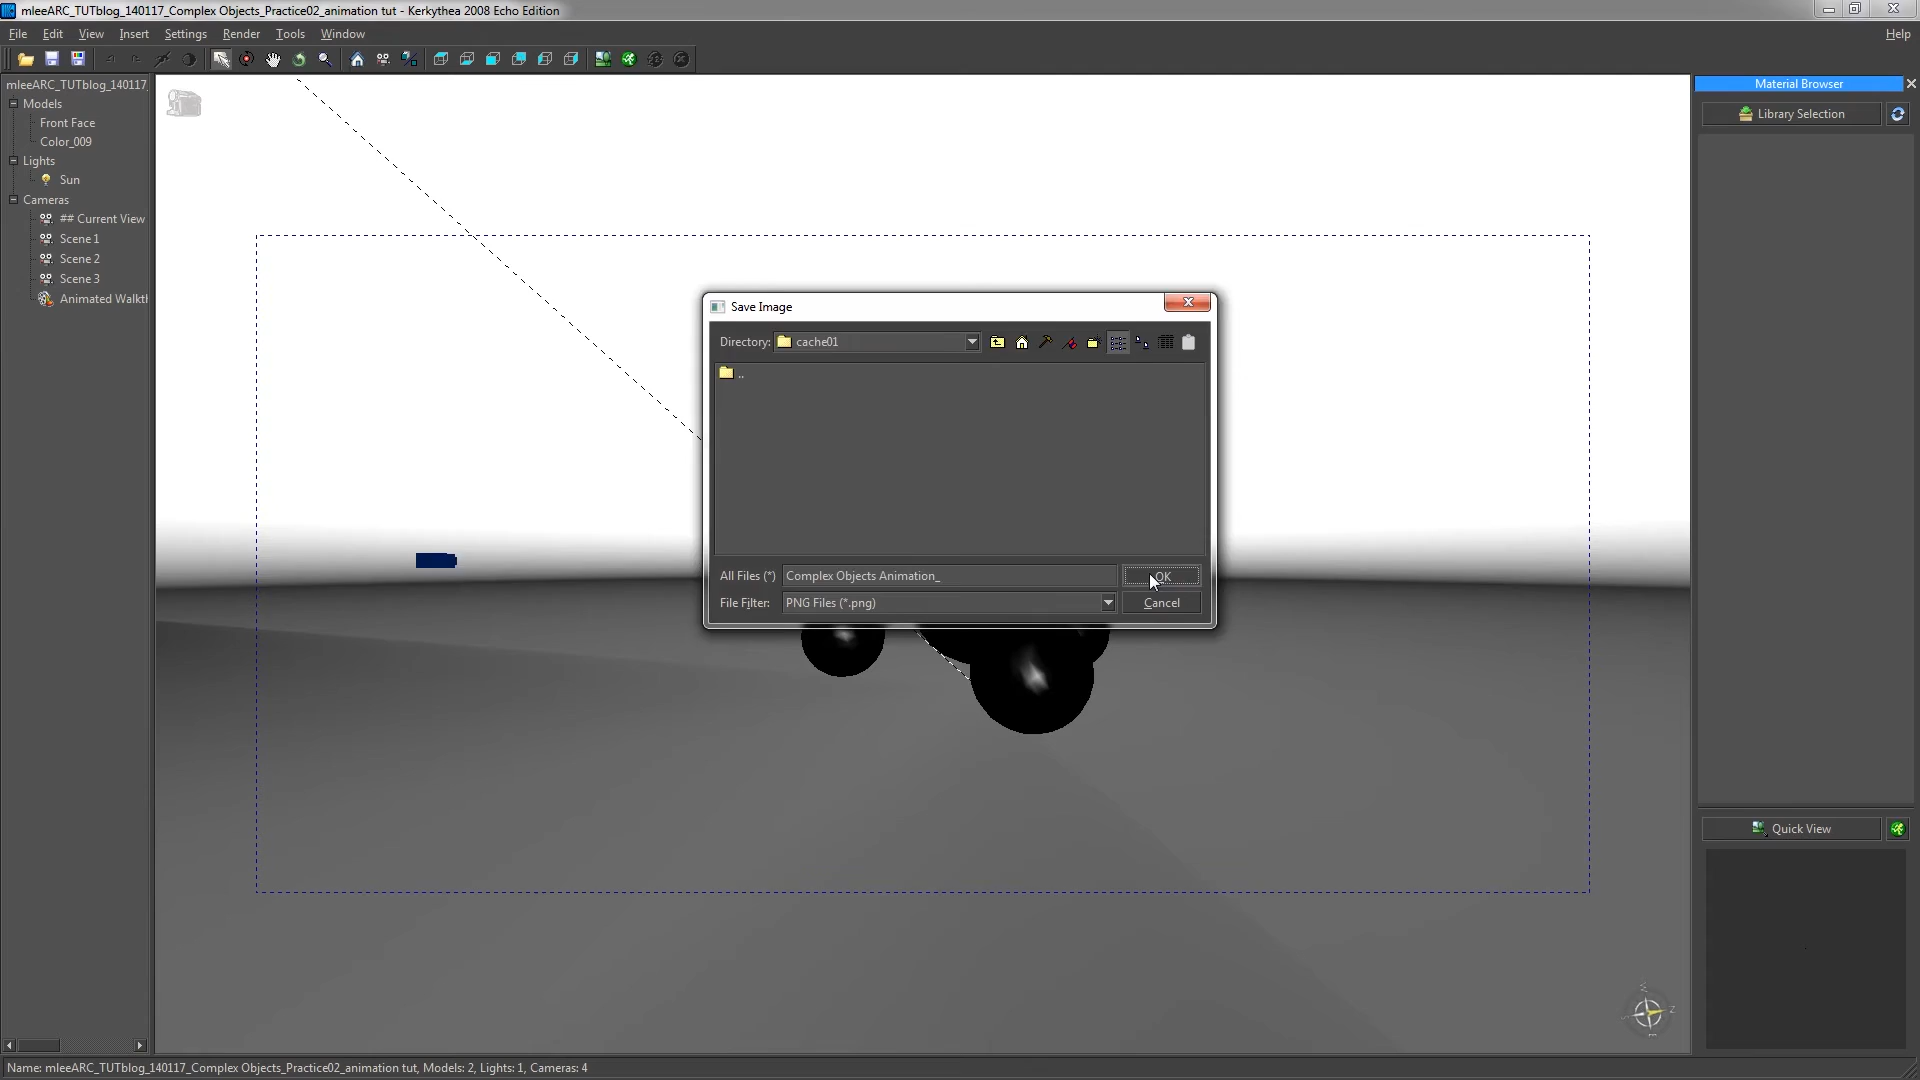 mleeARC_TUTblog_140117_Complex Objects_Practice02_animation tut - Kerkythea 2008 Echo Edition
File Edit View Insert Settings Render Tools Window Help
mleeARC_TUTblog_140117
Models
Front Face
Color_009
Lights
Sun
Cameras
## Current View
Scene 1
Scene 2
Scene 3
Animated Walkth
Material Browser
Library Selection
Save Image
Directory: cache01
..
All Files (*) Complex Objects Animation_ OK
File Filter: PNG Files (*.png) Cancel
Quick View
Z
Name: mleeARC_TUTblog_140117_Complex Objects_Practice02_animation tut, Models: 2, Lights: 1, Cameras: 4